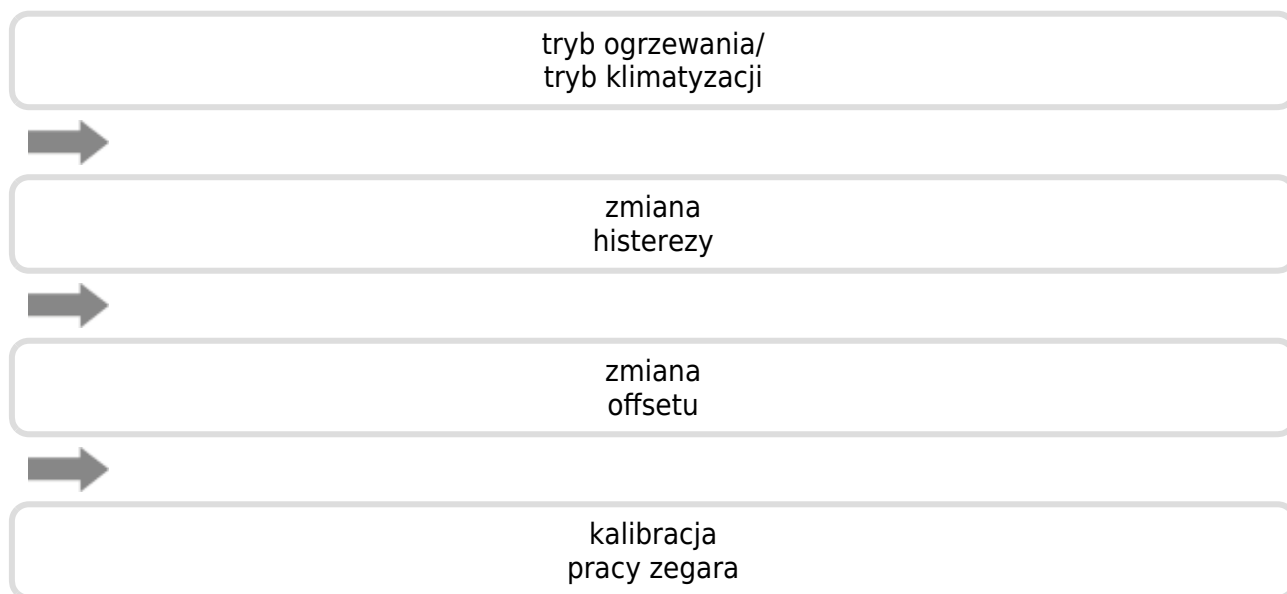 tryb ogrzewania/
tryb klimatyzacji
zmiana
histerezy
zmiana
offsetu
kalibracja
pracy zegara